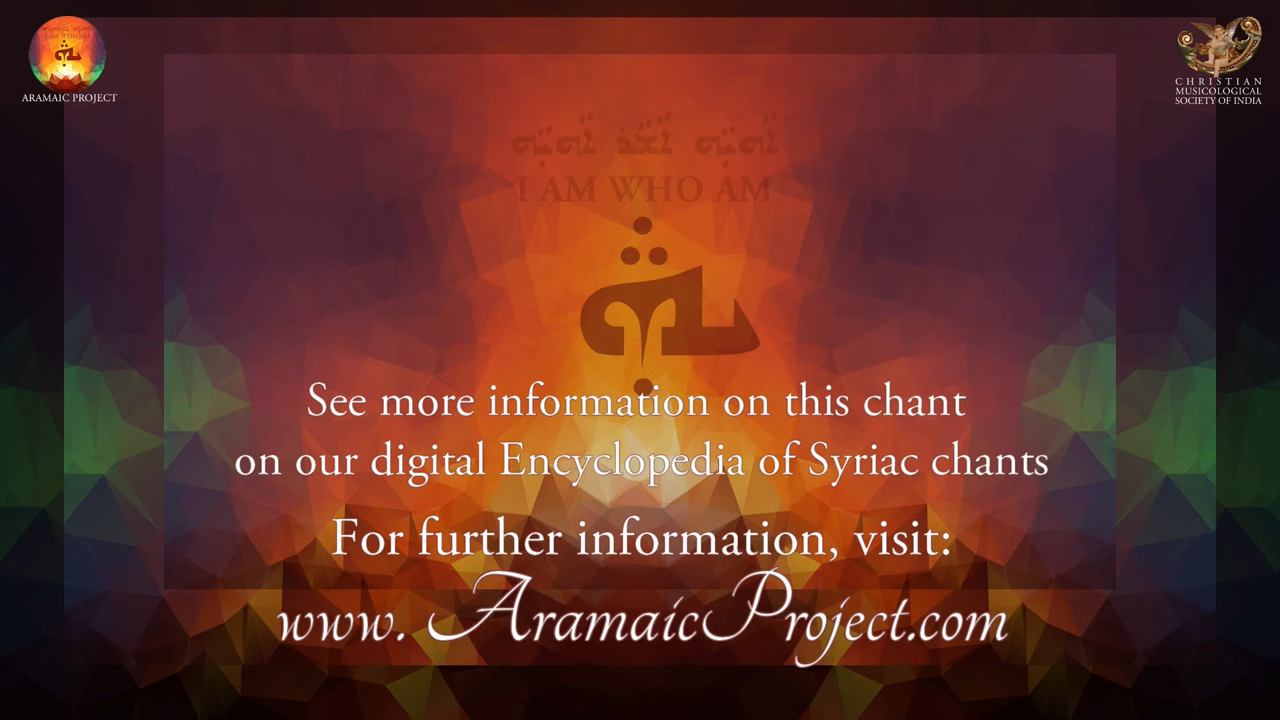 ARAMAIC PROJECT
CHRISTIAN
MUSICOLOGICAL
SOCIETY OF INDIA
I AM WHO AM
See more information on this chant
on our digital Encyclopedia of Syriac chants
For further information, visit:
www. AramaicProject.com